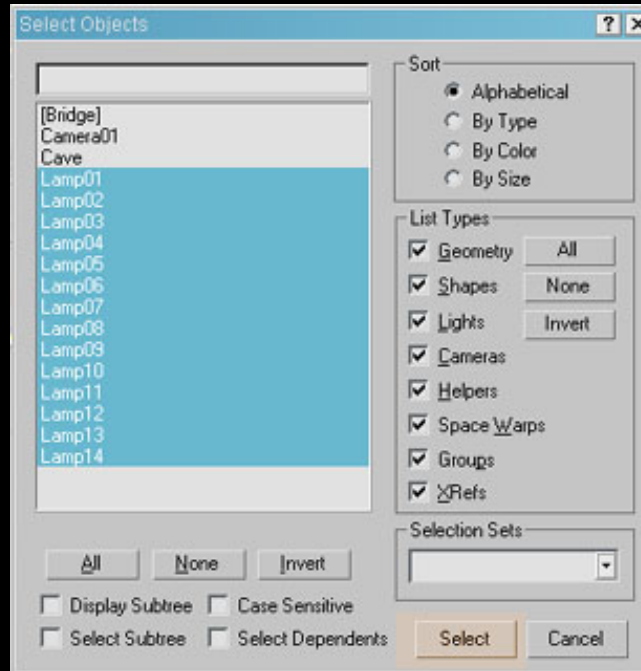 Select Objects
[Bridge]
Camera01
Cave
Lamp01
Lamp02
Lamp03
Lamp04
Lamp05
Lamp06
Lamp07
Lamp08
Lamp09
Lamp10
Lamp11
Lamp12
Lamp13
Lamp14
All None Invert
Display Subtree Case Sensitive
Select Subtree Select Dependents
Sort
Alphabetical
By Type
By Color
By Size
List Types
Geometry All
Shapes None
Lights Invert
Cameras
Helpers
Space Warps
Groups
XRefs
Selection Sets
Select Cancel